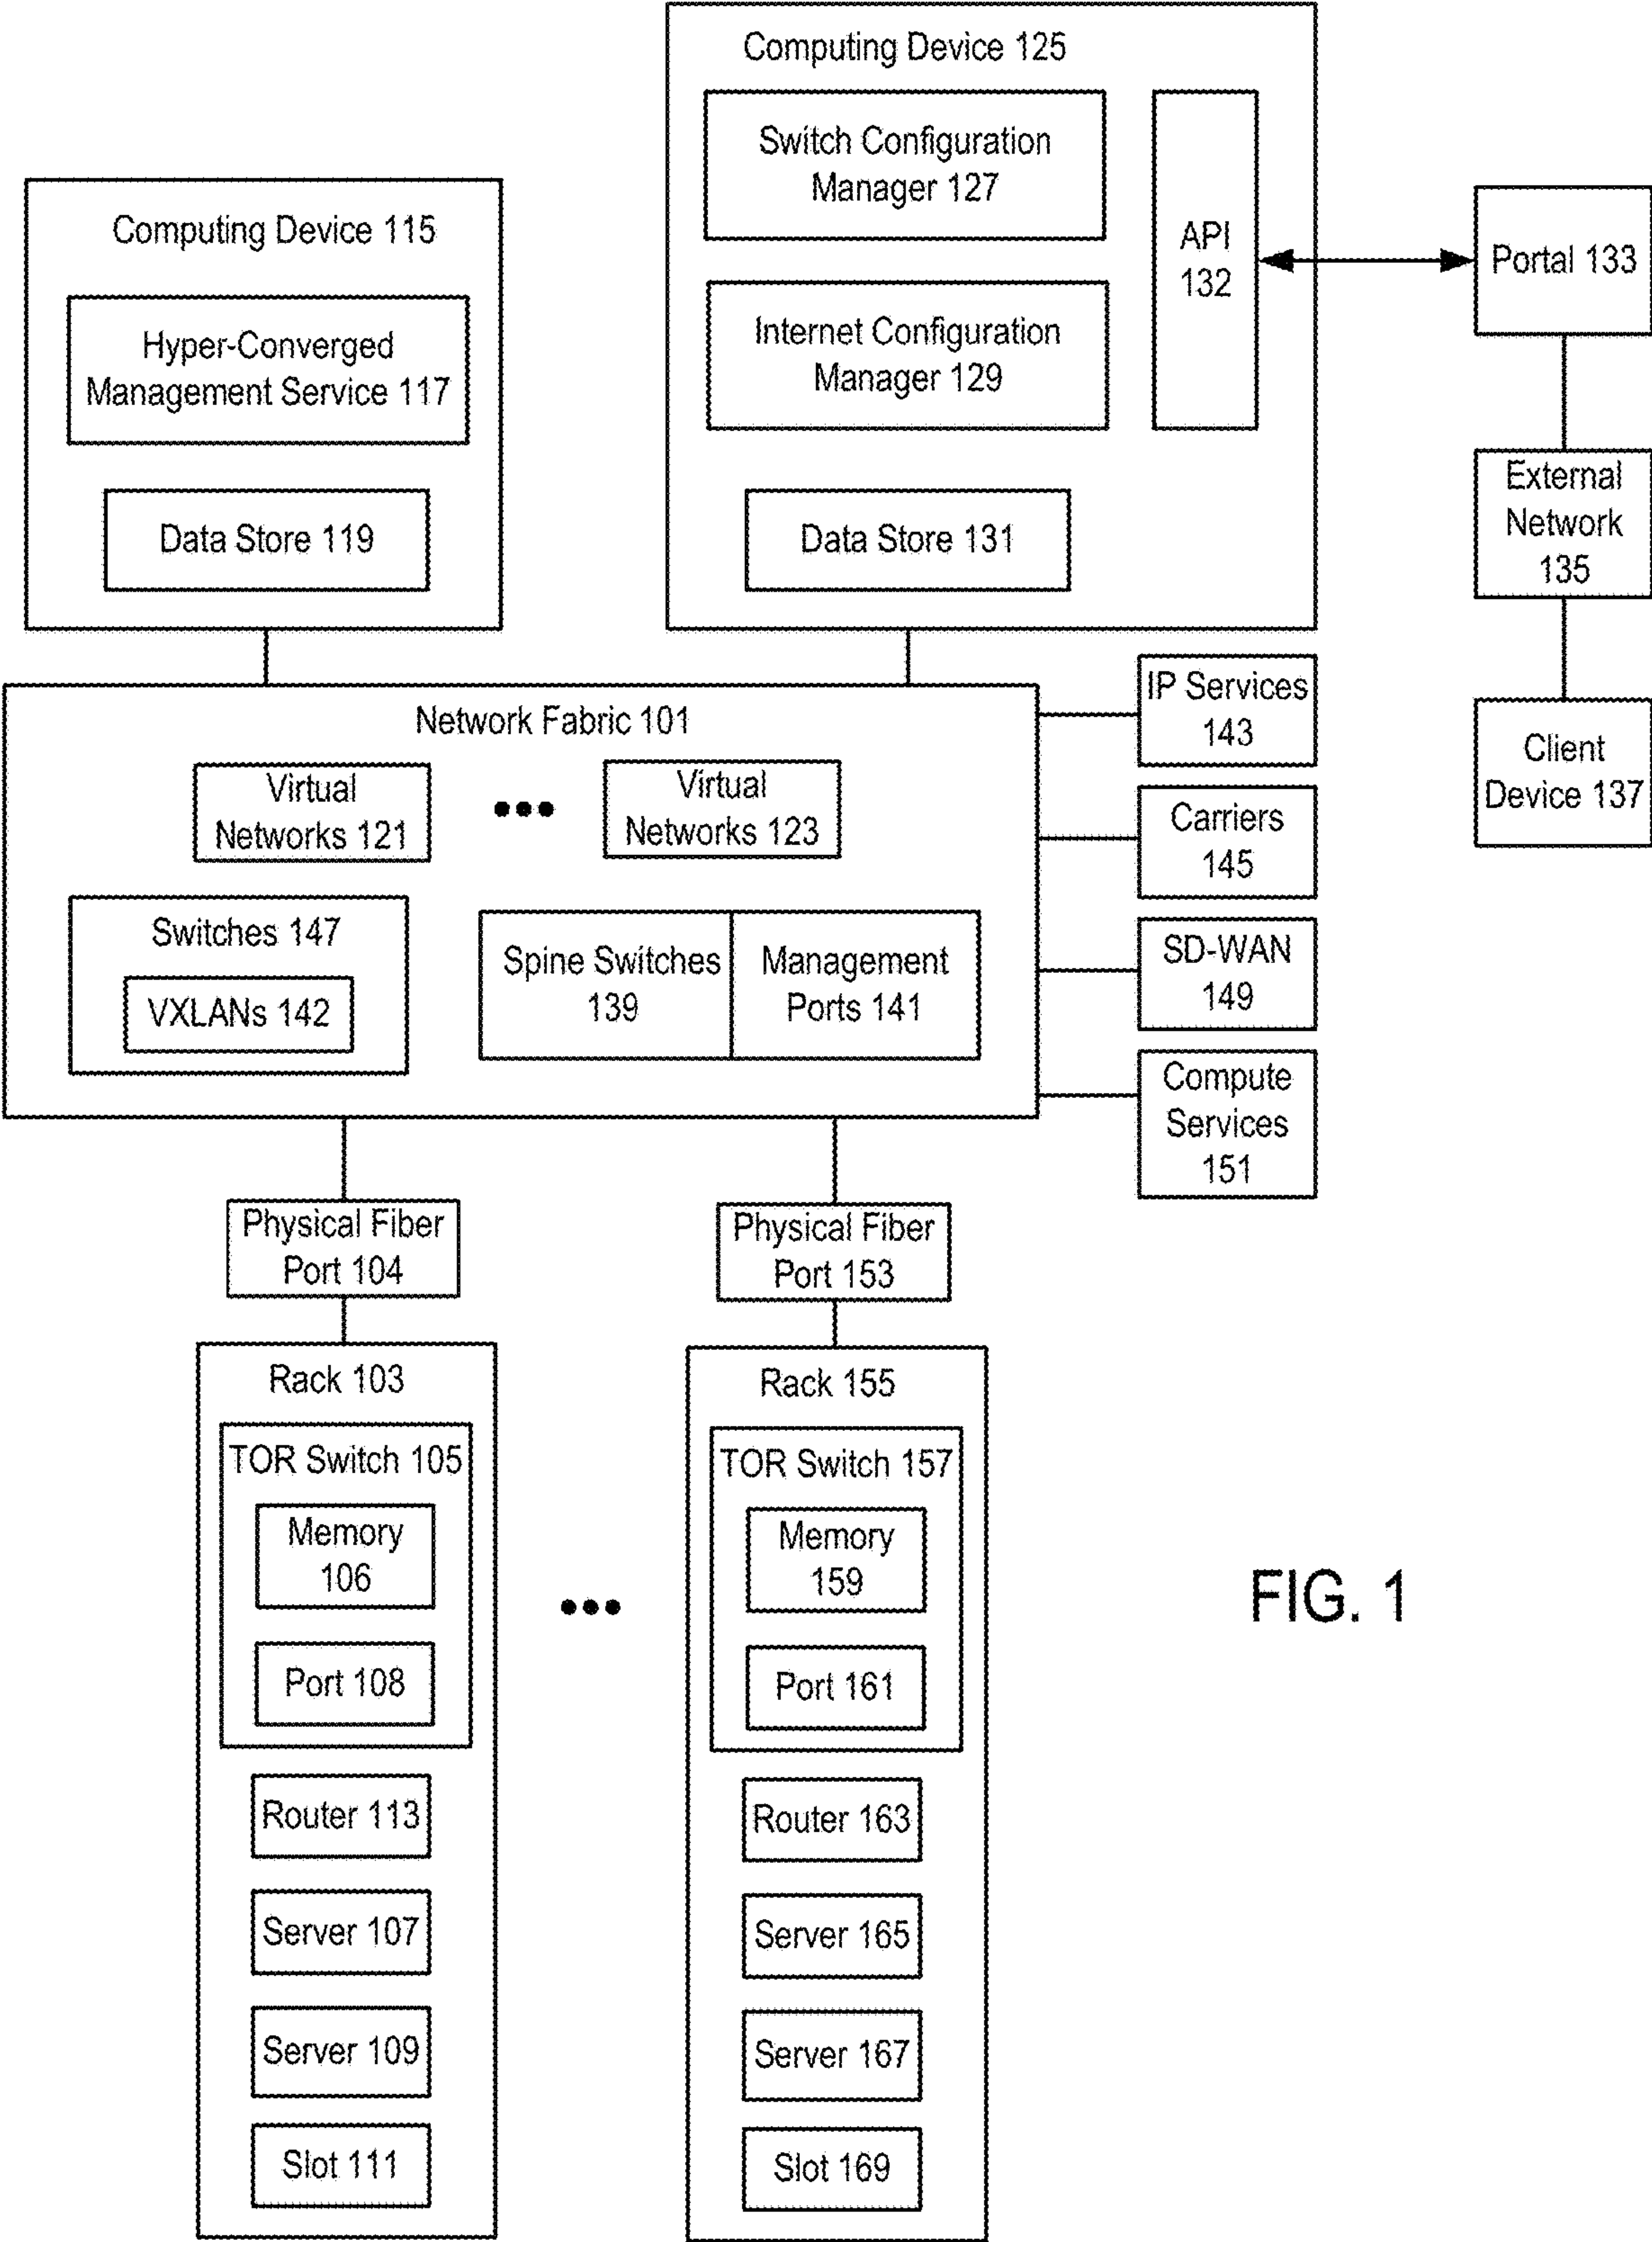 Computing Device 125
Switch Configuration
Manager 127
API
132
Internet Configuration
Manager 129
Data Store 131
Portal 133
External
Network
135
Client
Device 137
Computing Device 115
Hyper-Converged
Management Service 117
Data Store 119
Network Fabric 101
Virtual
Networks 121
Virtual
Networks 123
Switches 147
VXLANs 142
Spine Switches
139
Management
Ports 141
IP Services
143
Carriers
145
SD-WAN
149
Compute
Services
151
Physical Fiber
Port 104
Physical Fiber
Port 153
Rack 103
TOR Switch 105
Memory
106
Port 108
Router 113
Server 107
Server 109
Slot 111
Rack 155
TOR Switch 157
Memory
159
Port 161
Router 163
Server 165
Server 167
Slot 169
FIG. 1